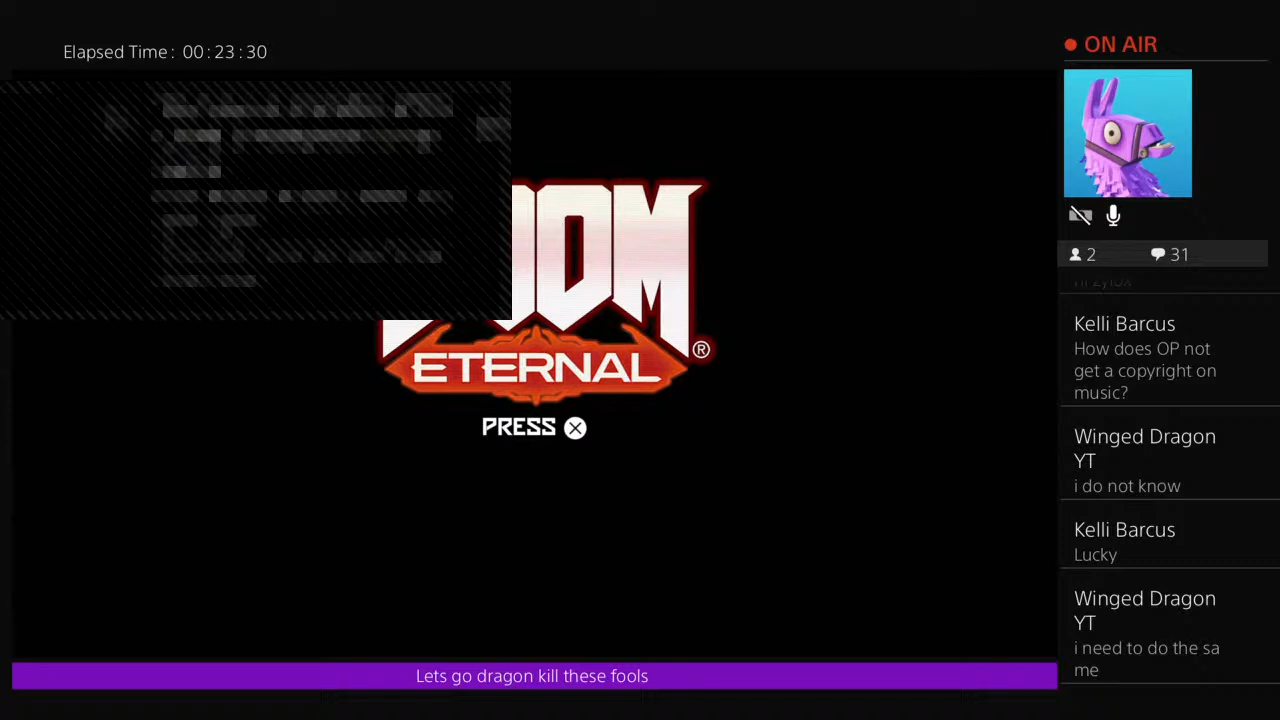 Elapsed Time: 00:23:30
ON AIR
2
31
Kelli Barcus
How does OP not
get a copyright on
music?
Winged Dragon
YT
i do not know
Kelli Barcus
Lucky
Winged Dragon
YT
i need to do the sa
me
ETERNAL
®
PRESS
Lets go dragon kill these fools